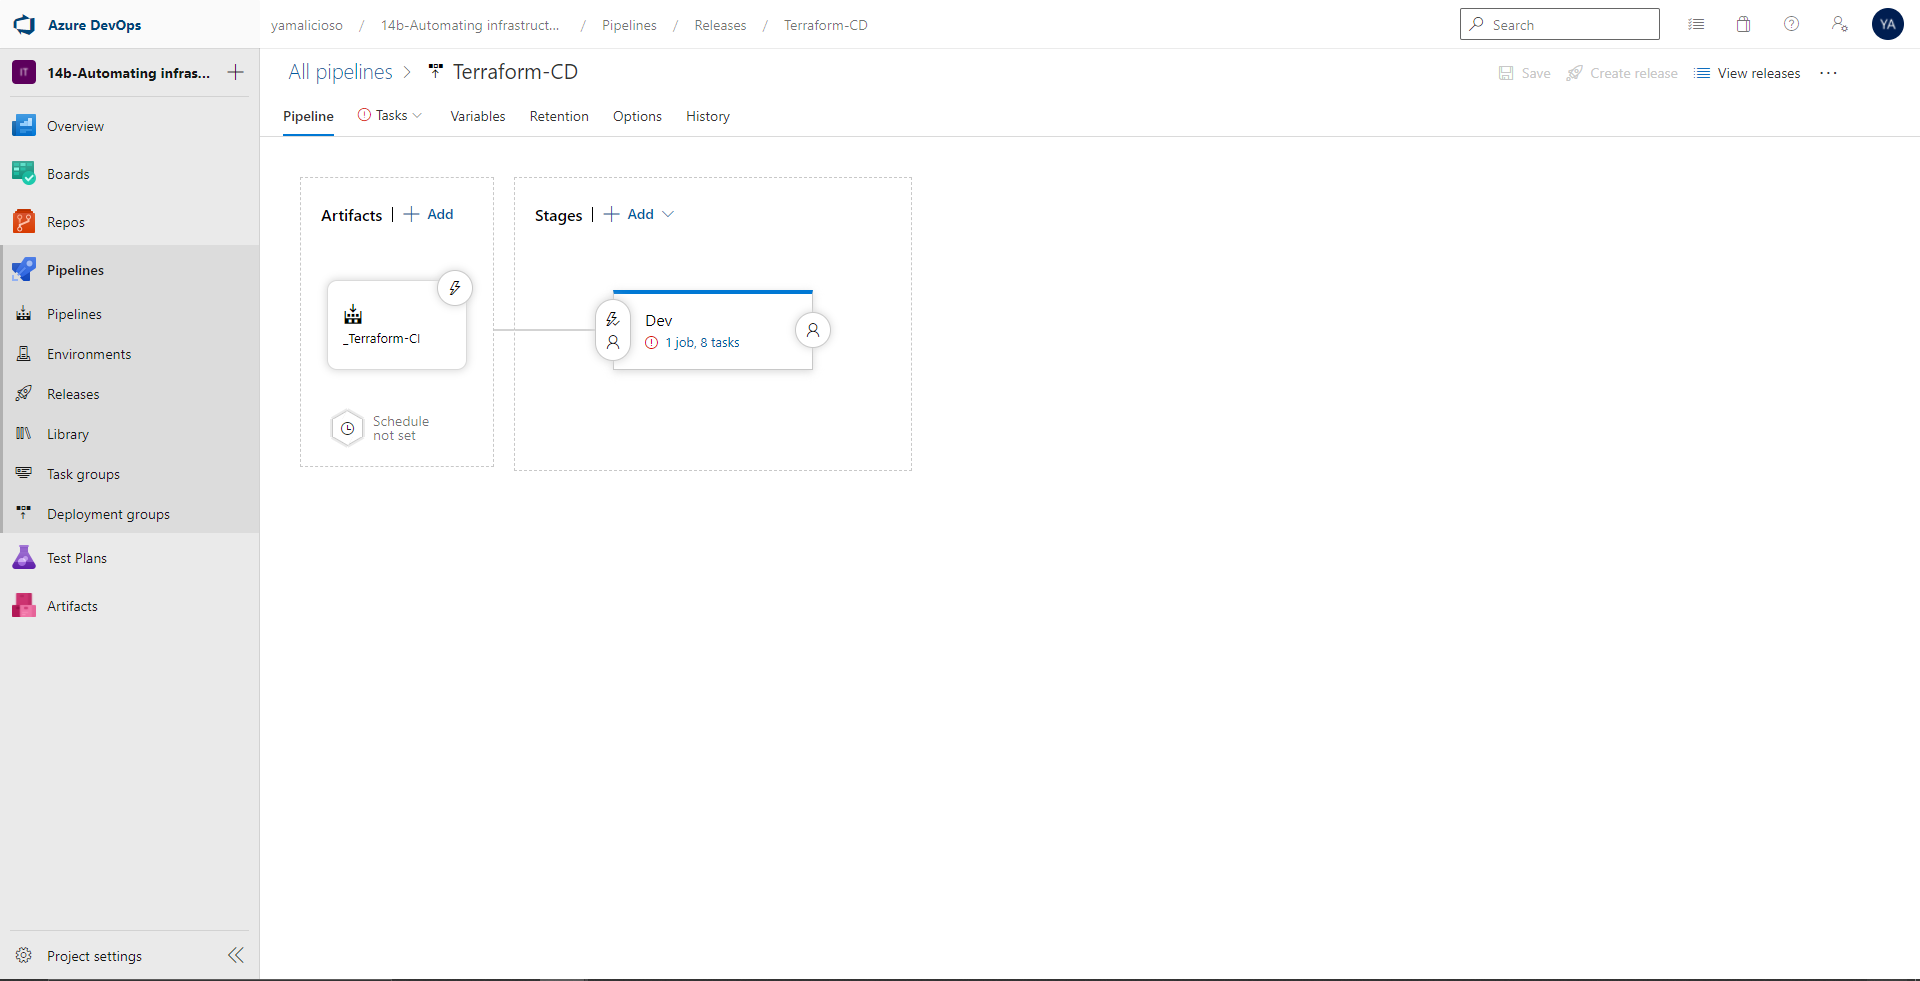 Azure DevOps
yamalicioso / 14b-Automating infrastruct... / Pipelines / Releases / Terraform-CD
Search
YA
IT
14b-Automating infras...
All pipelines > Terraform-CD
Save
Create release
View releases
...
Pipeline
Tasks
Variables
Retention
Options
History
Overview
Boards
Repos
Pipelines
Pipelines
Environments
Releases
Library
Task groups
Deployment groups
Test Plans
Artifacts
Artifacts | + Add
_Terraform-CI
Schedule
not set
Stages | + Add
Dev
1 job, 8 tasks
Project settings